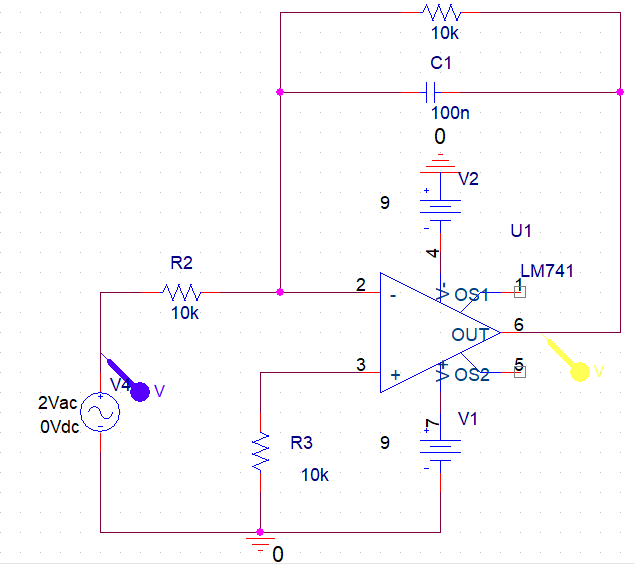 10k
C1
100n
0
V2
9
+
-
4
U1
R2
10k
LM741
2
-
V-
OS1
1
OUT
6
3
+
V+
OS2
5
V
V4
V
2Vac
0Vdc
+
-
7
V1
9
+
-
R3
10k
0